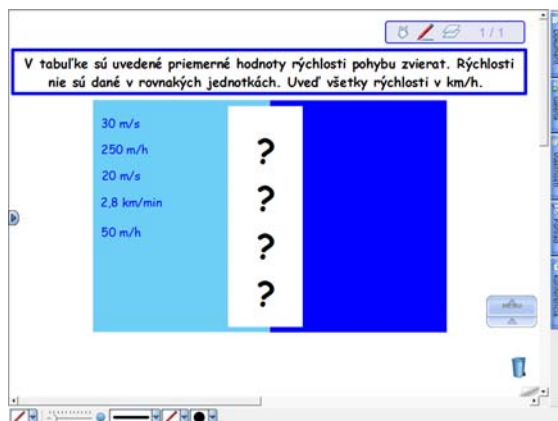 1/1
V tabuľke sú uvedené priemerné hodnoty rýchlosti pohybu zvierat. Rýchlosti
nie sú dané v rovnakých jednotkách. Uveď všetky rýchlosti v km/h.
30 m/s
250 m/h
20 m/s
2,8 km/min
50 m/h
?
?
?
?